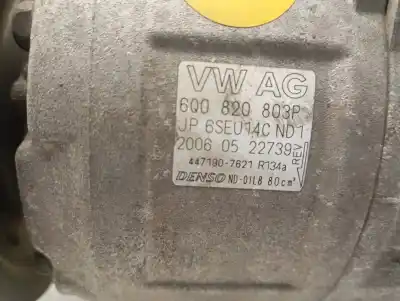 VW AG
6Q0 820 803P
JP 6SEU14C ND1
2006 05 22739
REV
447190-7621 R134a
DENSO ND-OIL8 80cm³